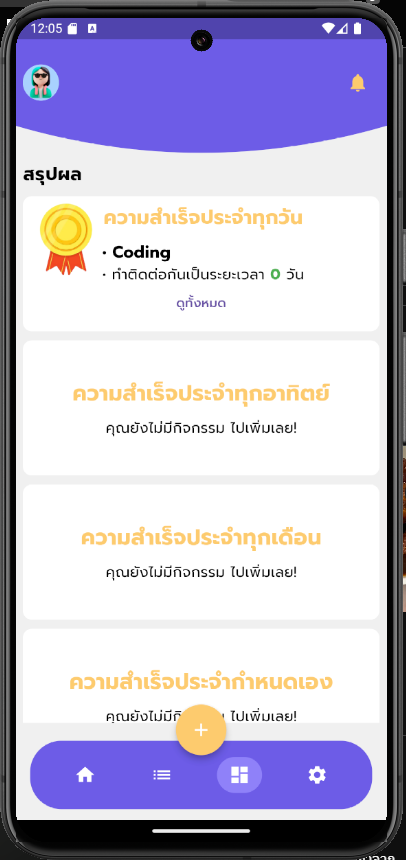 12:05
สรุปผล
ความสำเร็จประจำทุกวัน
• Coding
• ทำติดต่อกันเป็นระยะเวลา 0 วัน
ดูทั้งหมด
ความสำเร็จประจำทุกอาทิตย์
คุณยังไม่มีกิจกรรม ไปเพิ่มเลย!
ความสำเร็จประจำทุกเดือน
คุณยังไม่มีกิจกรรม ไปเพิ่มเลย!
ความสำเร็จประจำกำหนดเอง
คุณยังไม่มีกิ ไปเพิ่มเลย!